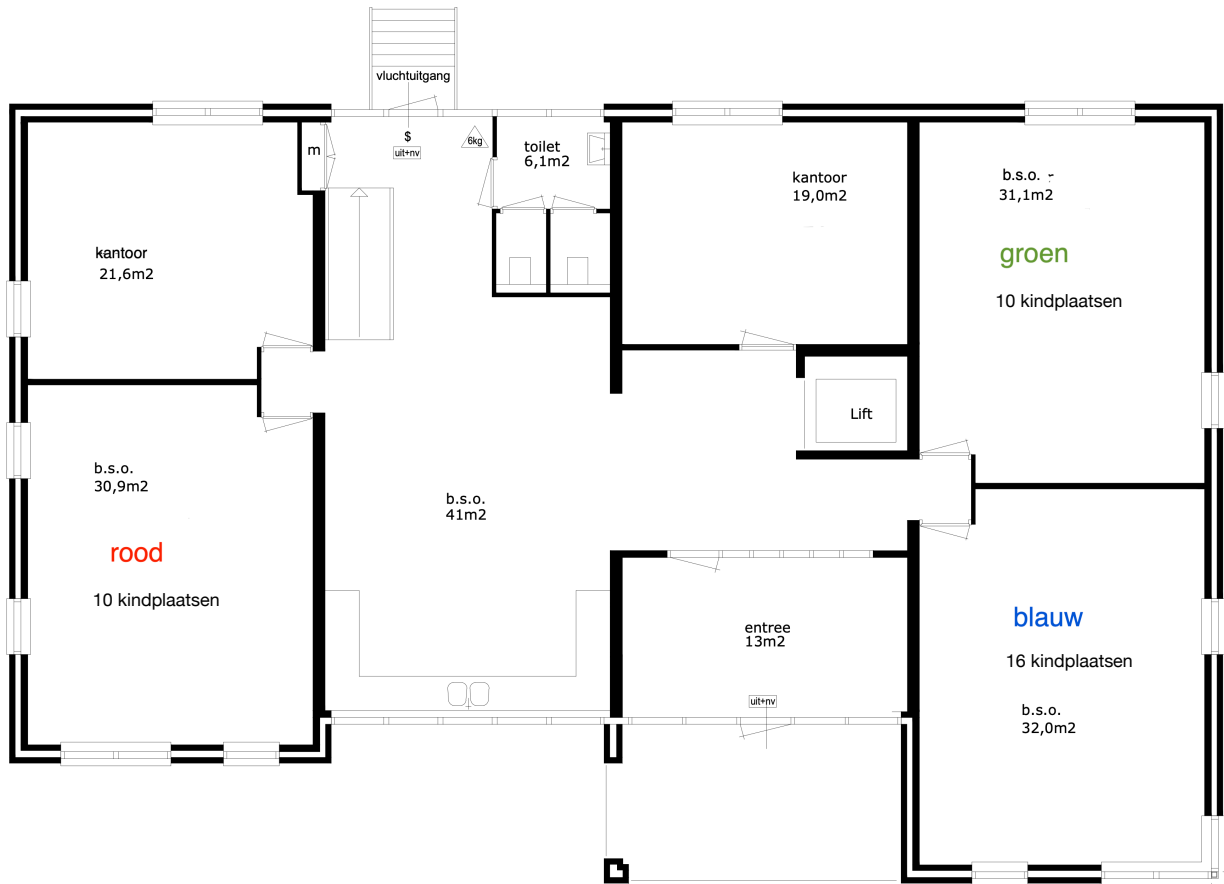 vluchtuitgang
$
uit+nv
6kg
m
toilet
6,1m2
kantoor
21,6m2
kantoor
19,0m2
b.s.o. -
31,1m2
groen
10 kindplaatsen
Lift
b.s.o.
30,9m2
rood
10 kindplaatsen
b.s.o.
41m2
entree
13m2
uit+nv
blauw
16 kindplaatsen
b.s.o.
32,0m2